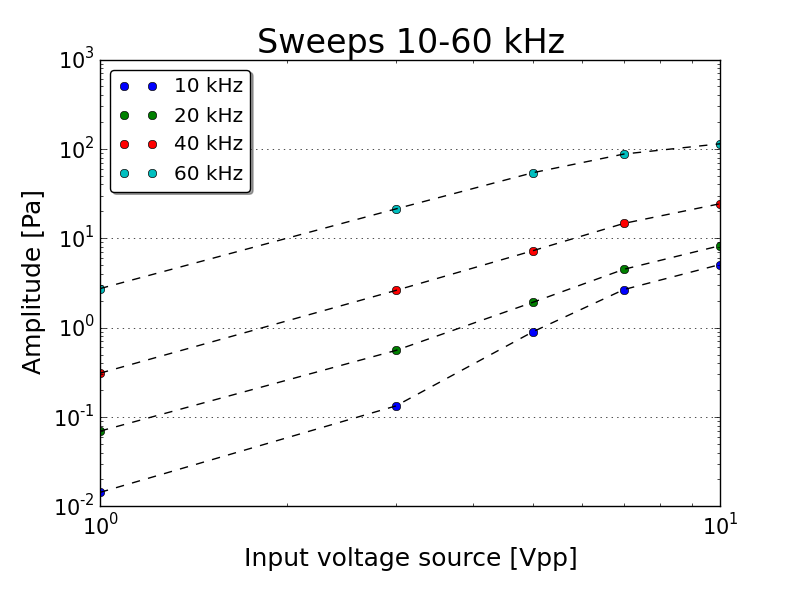 Sweeps 10-60 kHz
10 kHz
20 kHz
40 kHz
60 kHz
Amplitude [Pa]
10³
10²
10¹
10⁰
10⁻¹
10⁻²
10⁰ 10¹
Input voltage source [Vpp]